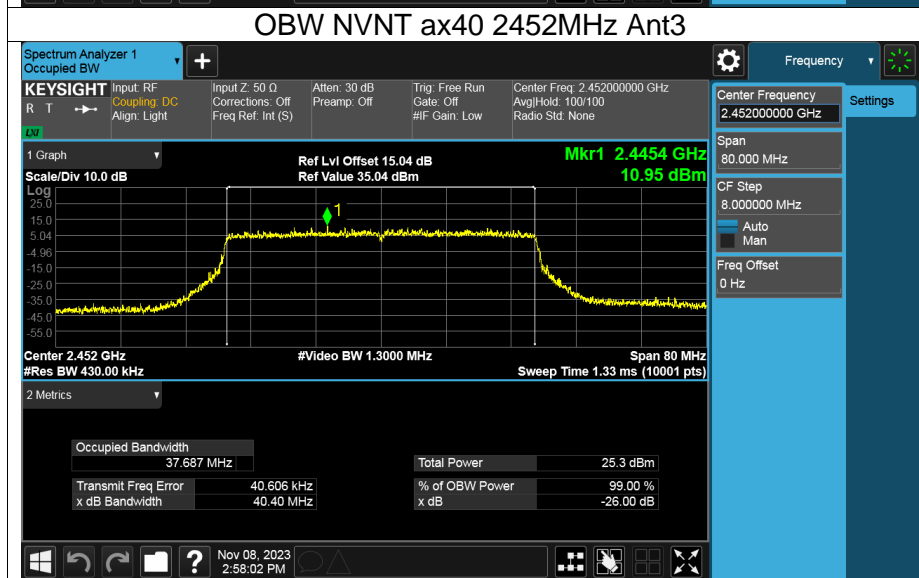 OBW NVNT ax40 2452MHz Ant3
Spectrum Analyzer 1
Occupied BW
+
Frequency
KEYSIGHT
R T
LXI
Input: RF
Coupling: DC
Align: Light
Input Z: 50 Ω
Corrections: Off
Freq Ref: Int (S)
Atten: 30 dB
Preamp: Off
Trig: Free Run
Gate: Off
#IF Gain: Low
Center Freq: 2.452000000 GHz
Avg|Hold: 100/100
Radio Std: None
Center Frequency
2.452000000 GHz
Settings
Span
80.000 MHz
CF Step
8.000000 MHz
Auto
Man
Freq Offset
0 Hz
1 Graph
Scale/Div 10.0 dB
Ref Lvl Offset 15.04 dB
Ref Value 35.04 dBm
Mkr1 2.4454 GHz
10.95 dBm
Log
25.0
15.0
5.04
-4.96
-15.0
-25.0
-35.0
-45.0
-55.0
1
Center 2.452 GHz
#Video BW 1.3000 MHz
Span 80 MHz
#Res BW 430.00 kHz
Sweep Time 1.33 ms (10001 pts)
2 Metrics
Occupied Bandwidth
37.687 MHz
Total Power 25.3 dBm
Transmit Freq Error 40.606 kHz
% of OBW Power 99.00 %
x dB Bandwidth 40.40 MHz
x dB -26.00 dB
?
Nov 08, 2023
2:58:02 PM